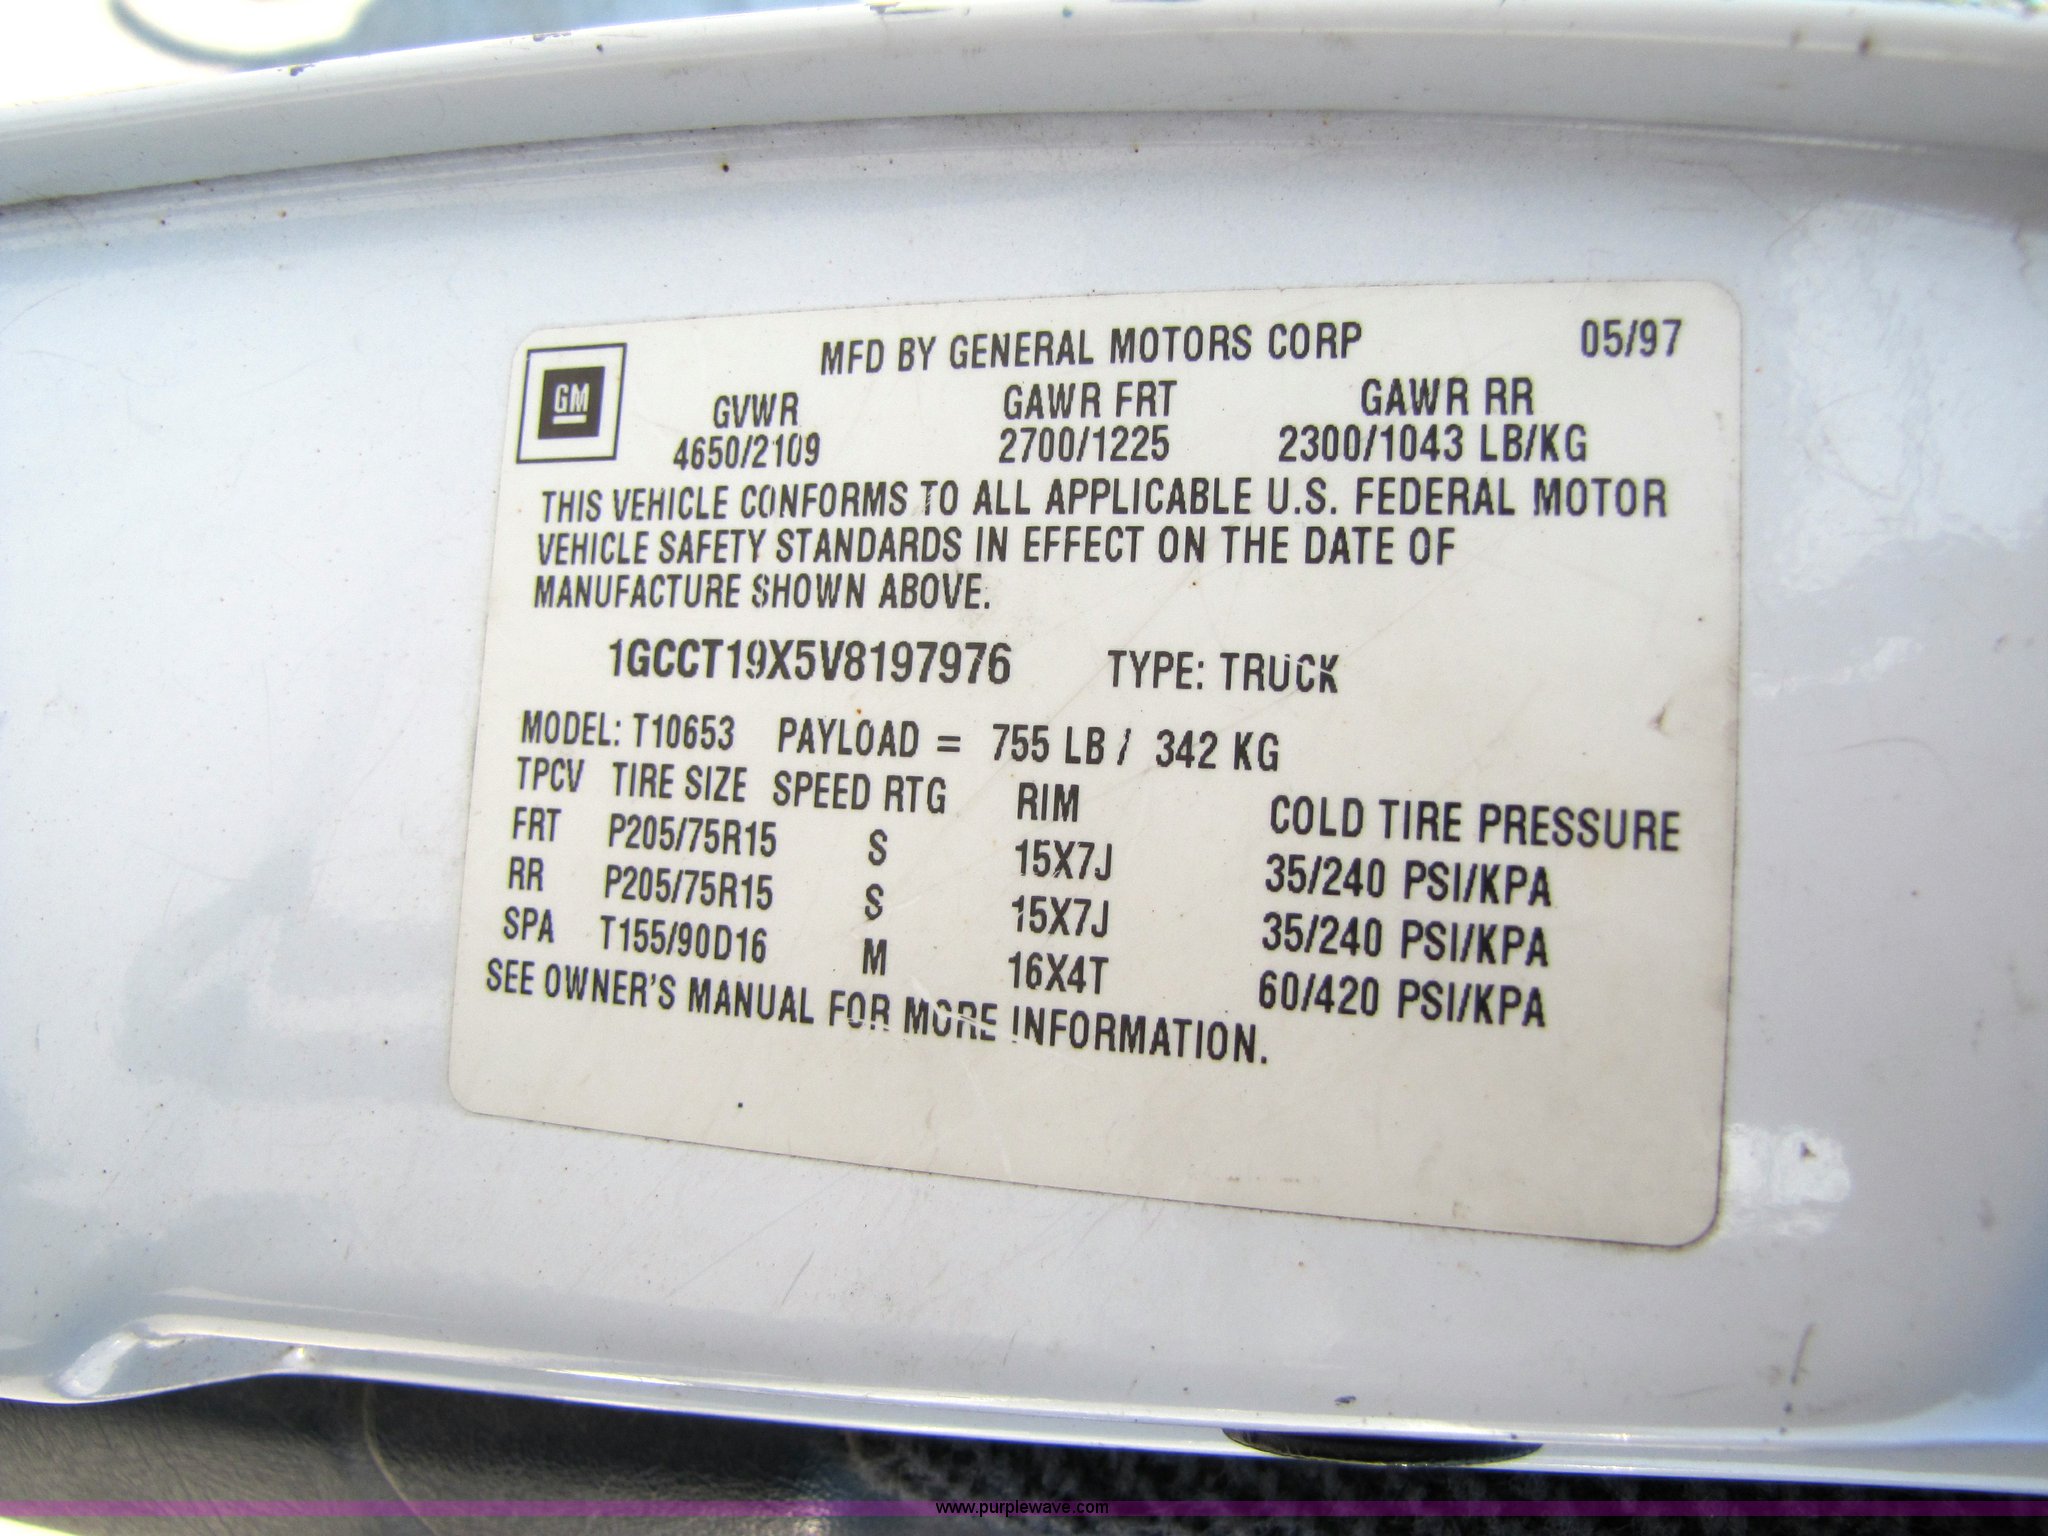 MFD BY GENERAL MOTORS CORP 05/97
GM
GVWR GAWR FRT GAWR RR
4650/2109 2700/1225 2300/1043 LB/KG
THIS VEHICLE CONFORMS TO ALL APPLICABLE U.S. FEDERAL MOTOR
VEHICLE SAFETY STANDARDS IN EFFECT ON THE DATE OF
MANUFACTURE SHOWN ABOVE.
1GCCT19X5V8197976 TYPE: TRUCK
MODEL: T10653 PAYLOAD = 755 LB / 342 KG
TPCV TIRE SIZE SPEED RTG RIM COLD TIRE PRESSURE
FRT P205/75R15 S 15X7J 35/240 PSI/KPA
RR P205/75R15 S 15X7J 35/240 PSI/KPA
SPA T155/90D16 M 16X4T 60/420 PSI/KPA
SEE OWNER'S MANUAL FOR MORE INFORMATION.
www.purplewave.com